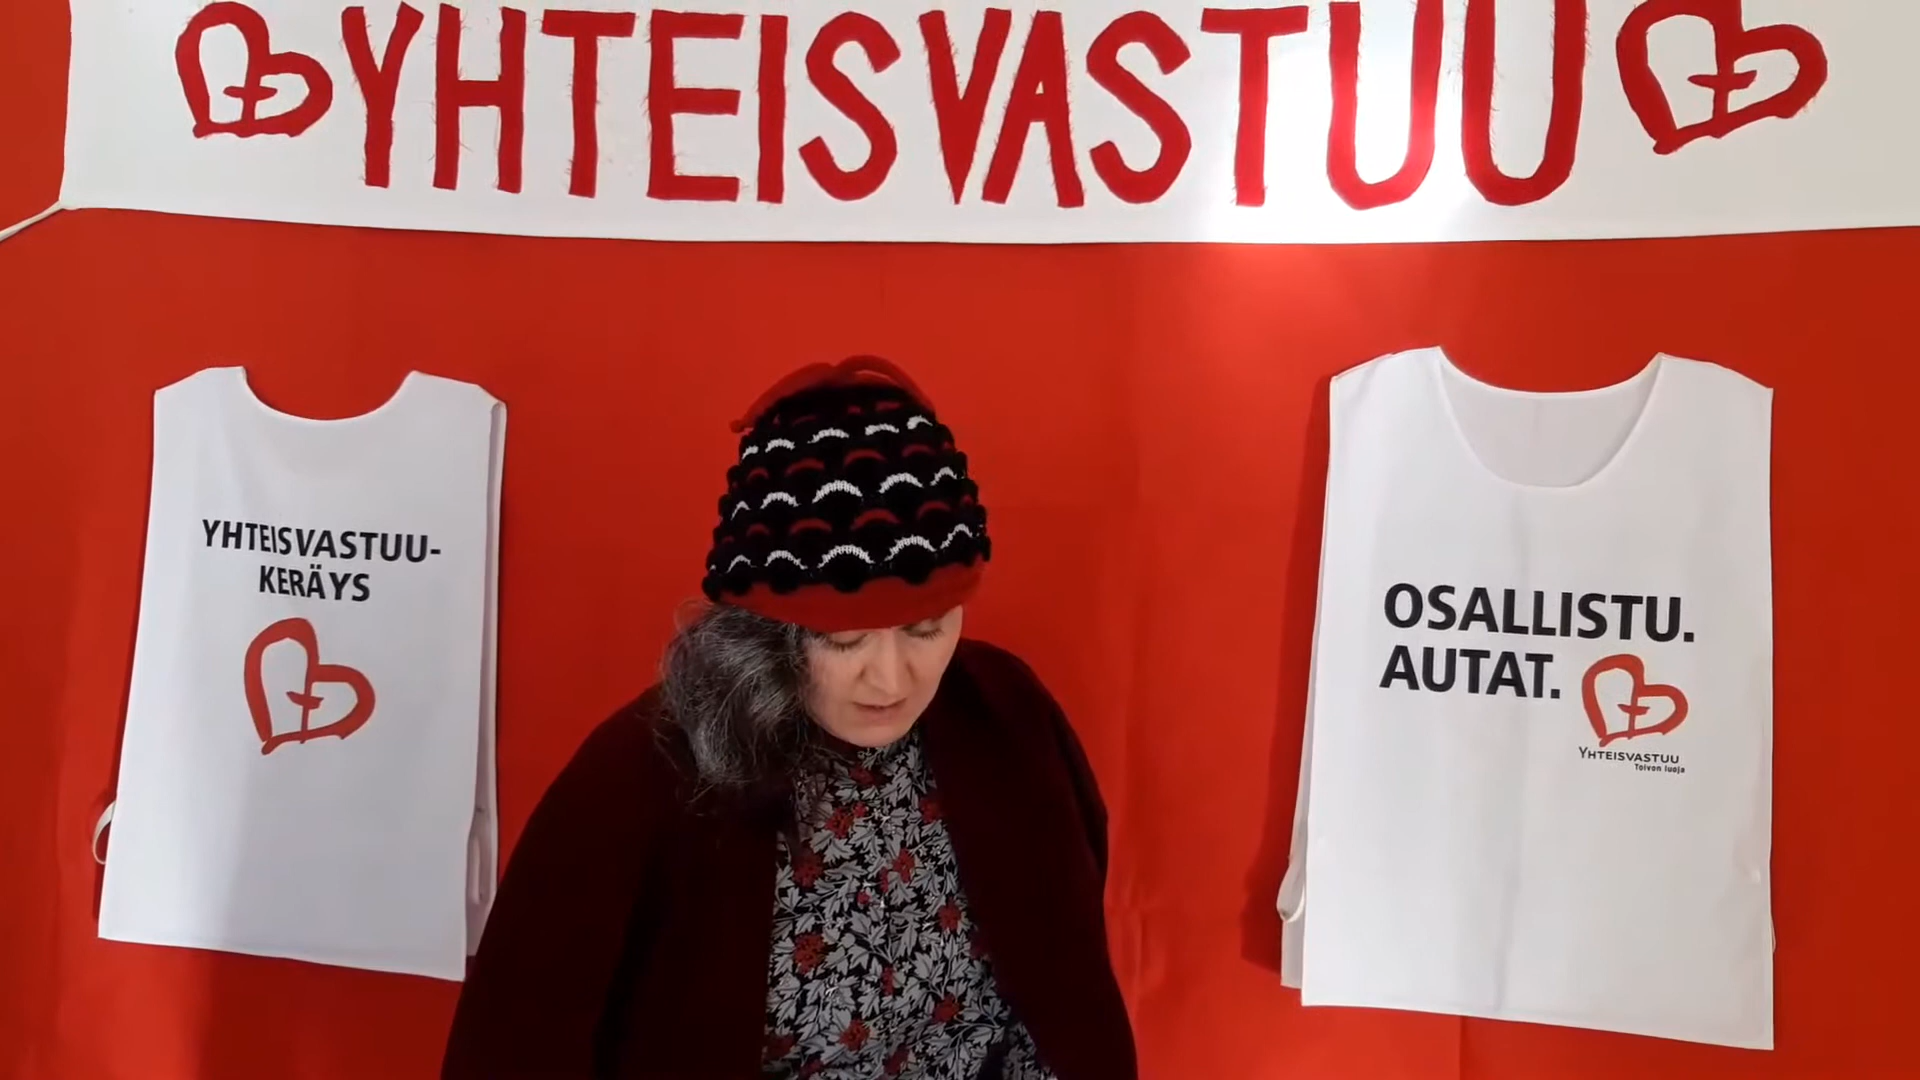 YHTEISVASTUU
YHTEISVASTUU-
KERÄYS
OSALLISTU.
AUTAT.
YHTEISVASTUU
Toivon luoja